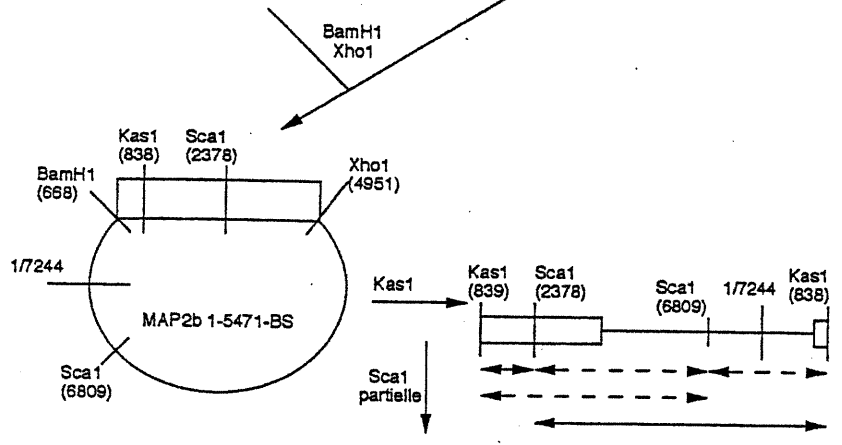 BamH1
Xho1
Kas1
(838)
Sca1
(2378)
BamH1
(668)
Xho1
(4951)
1/7244
MAP2b 1-5471-BS
Sca1
(6809)
Kas1
Kas1
(839)
Sca1
(2378)
Sca1
(6809)
1/7244
Kas1
(838)
Sca1
partielle